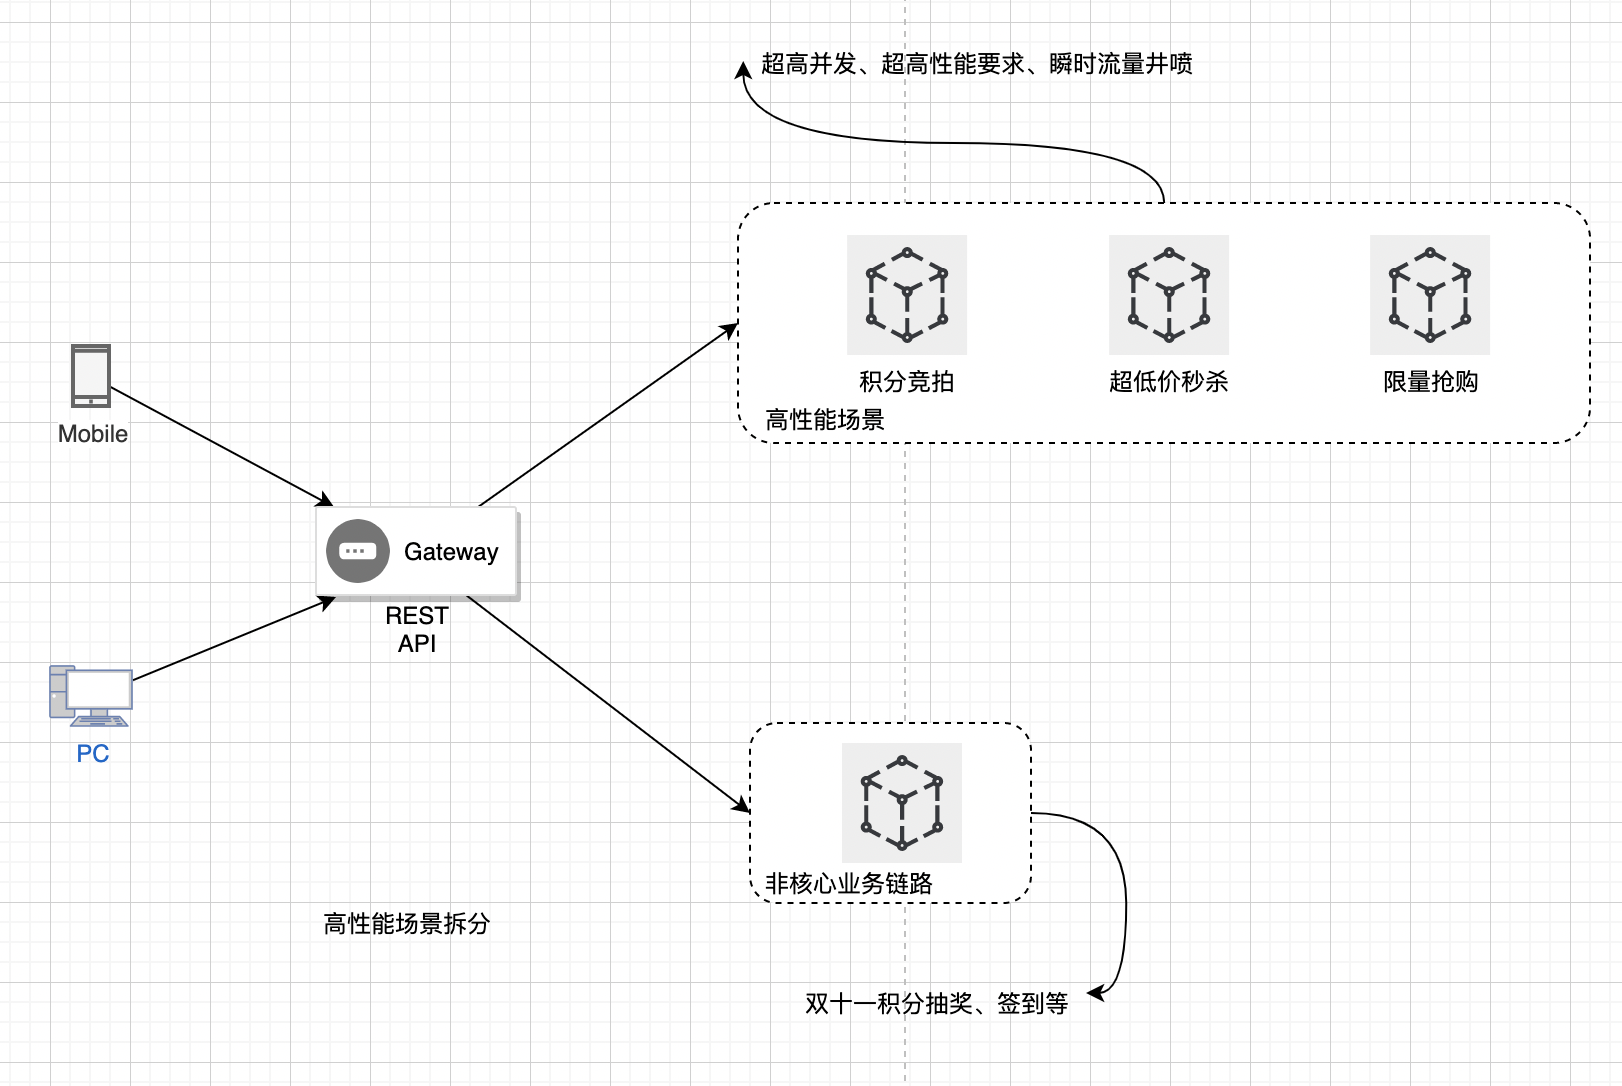 超高并发、超高性能要求、瞬时流量井喷
积分竞拍
超低价秒杀
限量抢购
高性能场景
Mobile
Gateway
REST
API
PC
非核心业务链路
高性能场景拆分
双十一积分抽奖、签到等